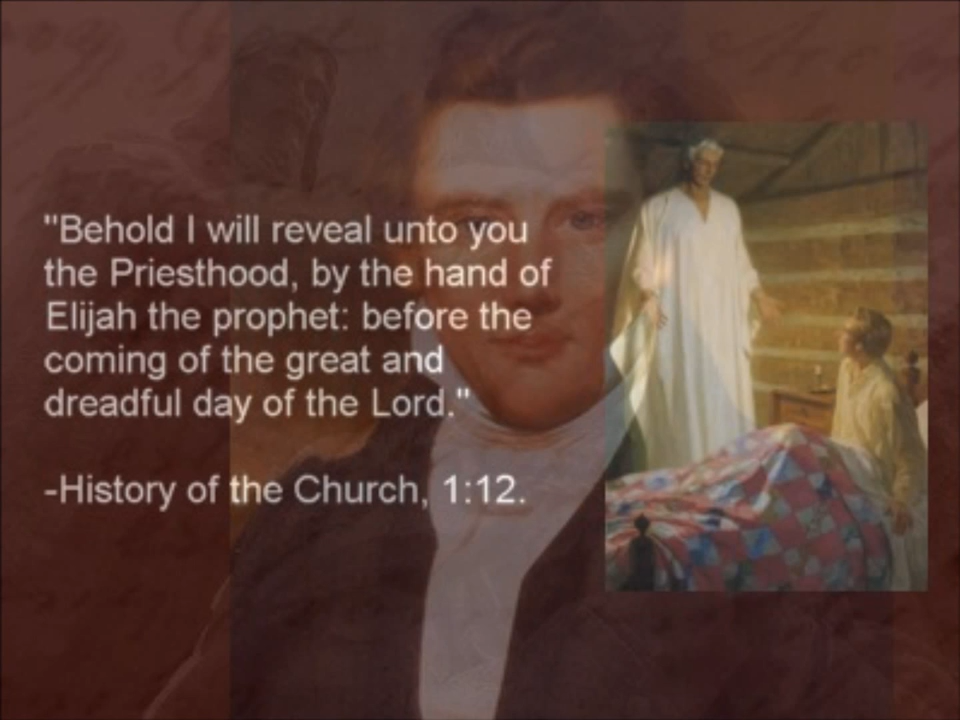 "Behold I will reveal unto you
the Priesthood, by the hand of
Elijah the prophet: before the
coming of the great and
dreadful day of the Lord."
-History of the Church, 1:12.